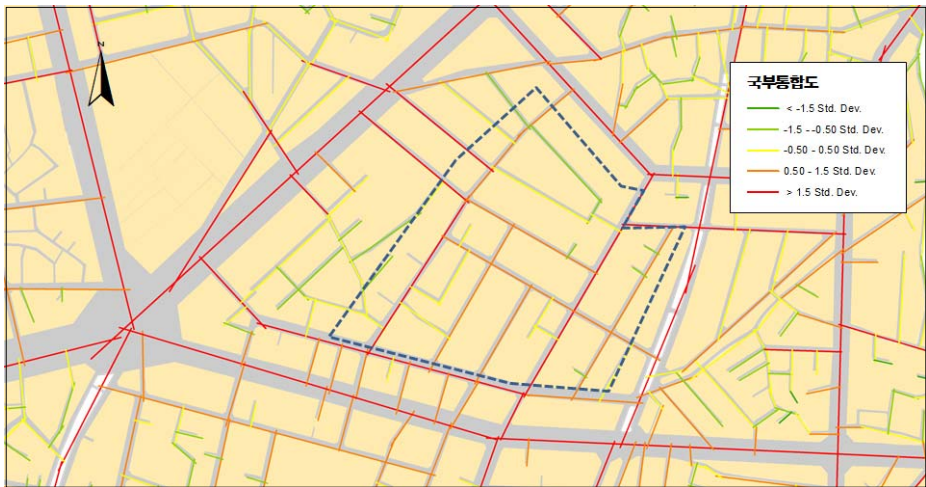 N
국부통합도
< -1.5 Std. Dev.
-1.5 - -0.50 Std. Dev.
-0.50 - 0.50 Std. Dev.
0.50 - 1.5 Std. Dev.
> 1.5 Std. Dev.